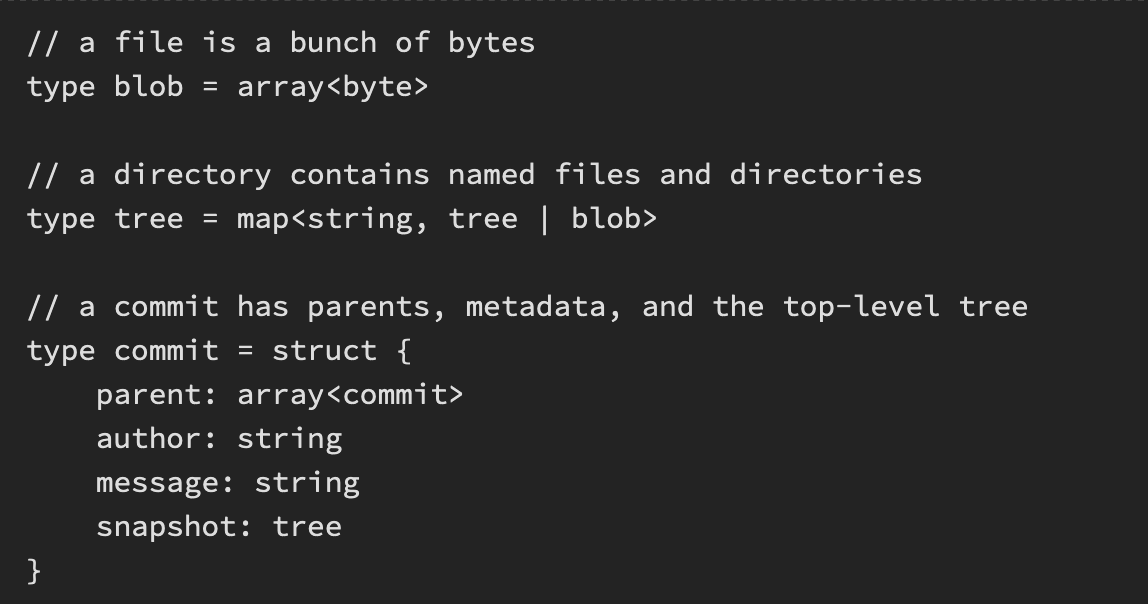 // a file is a bunch of bytes
type blob = array<byte>

// a directory contains named files and directories
type tree = map<string, tree | blob>

// a commit has parents, metadata, and the top-level tree
type commit = struct {
    parent: array<commit>
    author: string
    message: string
    snapshot: tree
}